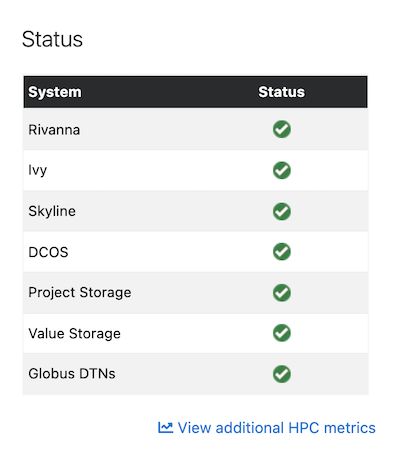 Status
System Status
Rivanna
Ivy
Skyline
DCOS
Project Storage
Value Storage
Globus DTNs
View additional HPC metrics